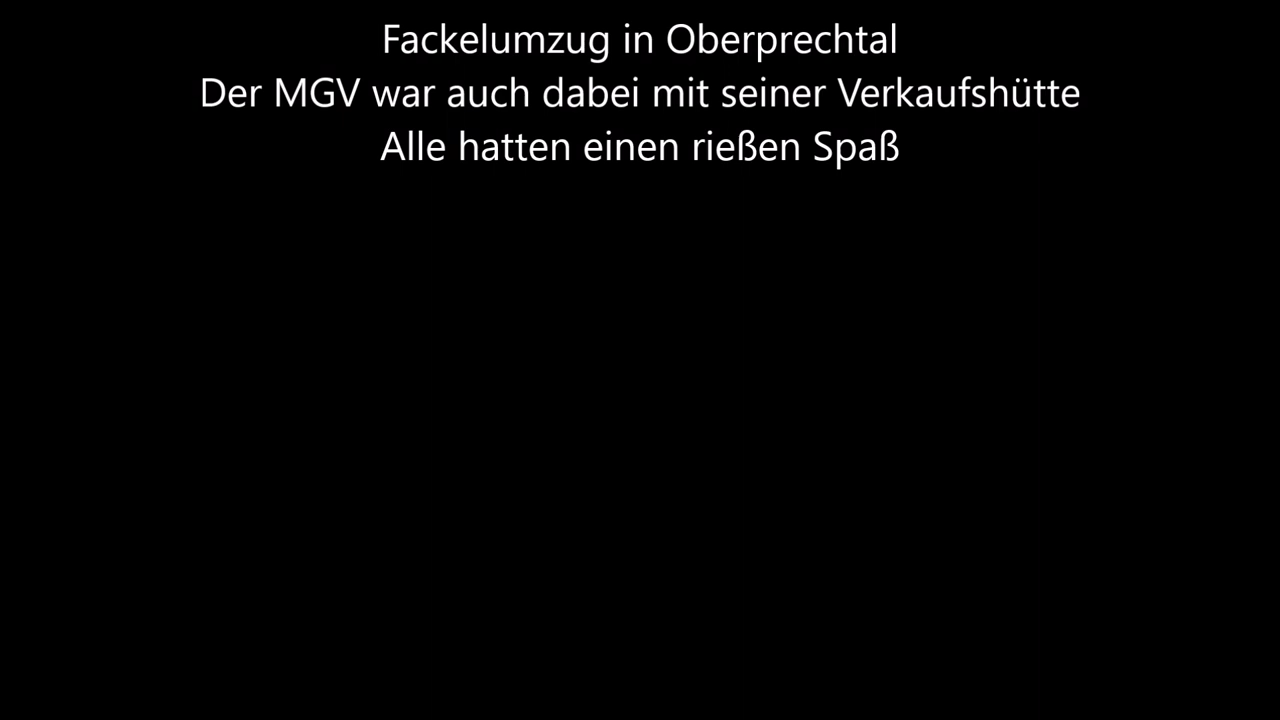 Fackelumzug in Oberprechtal
Der MGV war auch dabei mit seiner Verkaufshütte
Alle hatten einen rießen Spaß